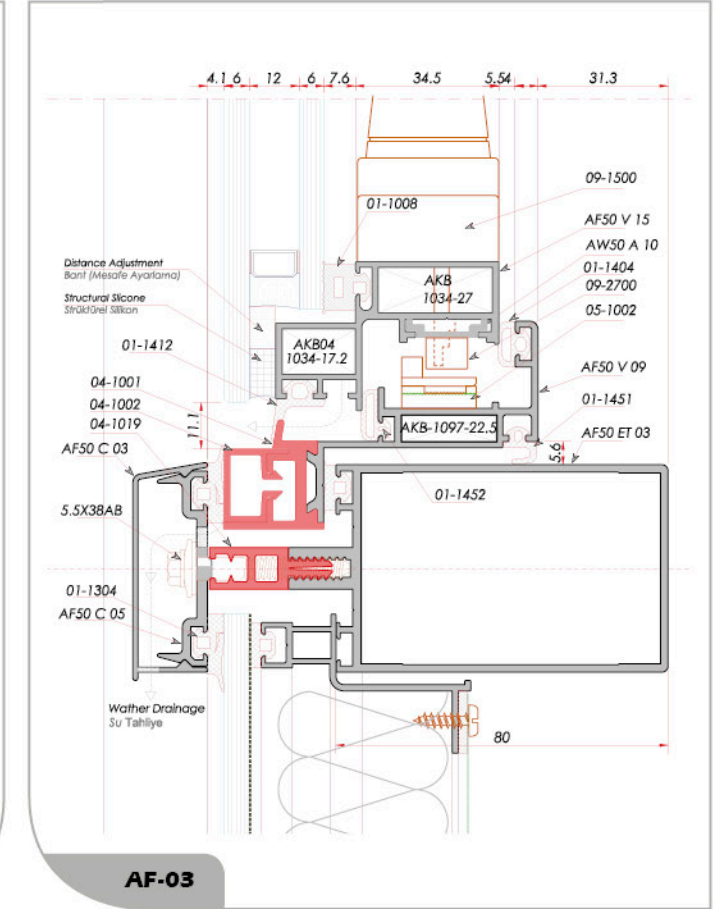 4.1 6 12 6 7.6 34.5 5.54 31.3
09-1500
01-1008
AF50 V 15
AW50 A 10
Distance Adjustment
Bant (Mesafe Ayarlama)
AKB
1034-27
01-1404
09-2700
Structural Slicone
Strüktürel Silikon
05-1002
01-1412
AKB04
1034-17.2
04-1001
AF50 V 09
04-1002
01-1451
04-1019
11.1
AKB-1097-22.5
AF50 C 03
AF50 ET 03
5.6
01-1452
5.5X38AB
01-1304
AF50 C 05
Wather Drainage
Su Tahliye
80
AF-03